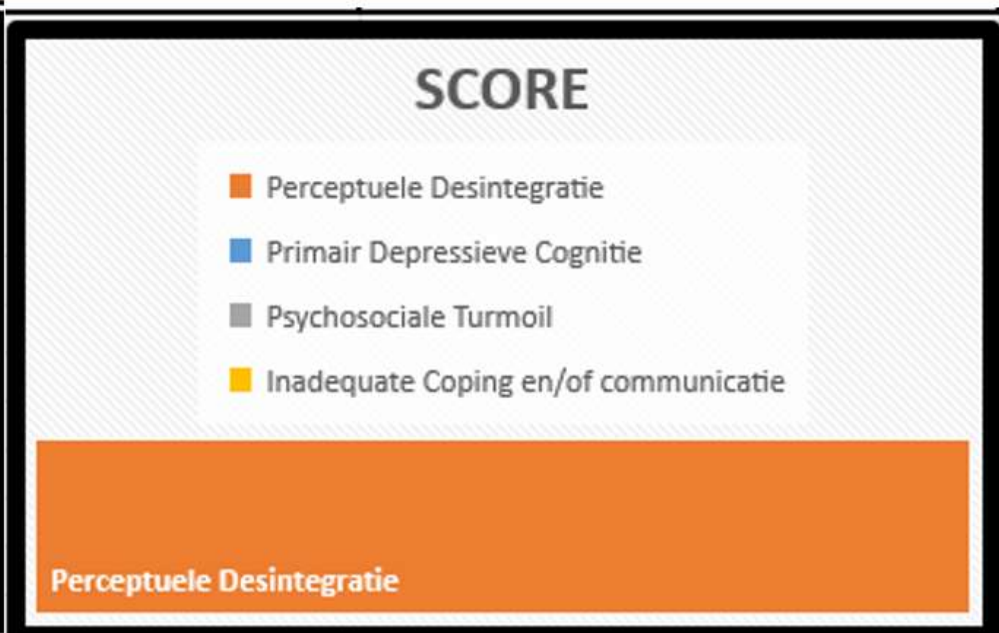 SCORE
Perceptuele Desintegratie
Primair Depressieve Cognitie
Psychosociale Turmoil
Inadequate Coping en/of communicatie
Perceptuele Desintegratie